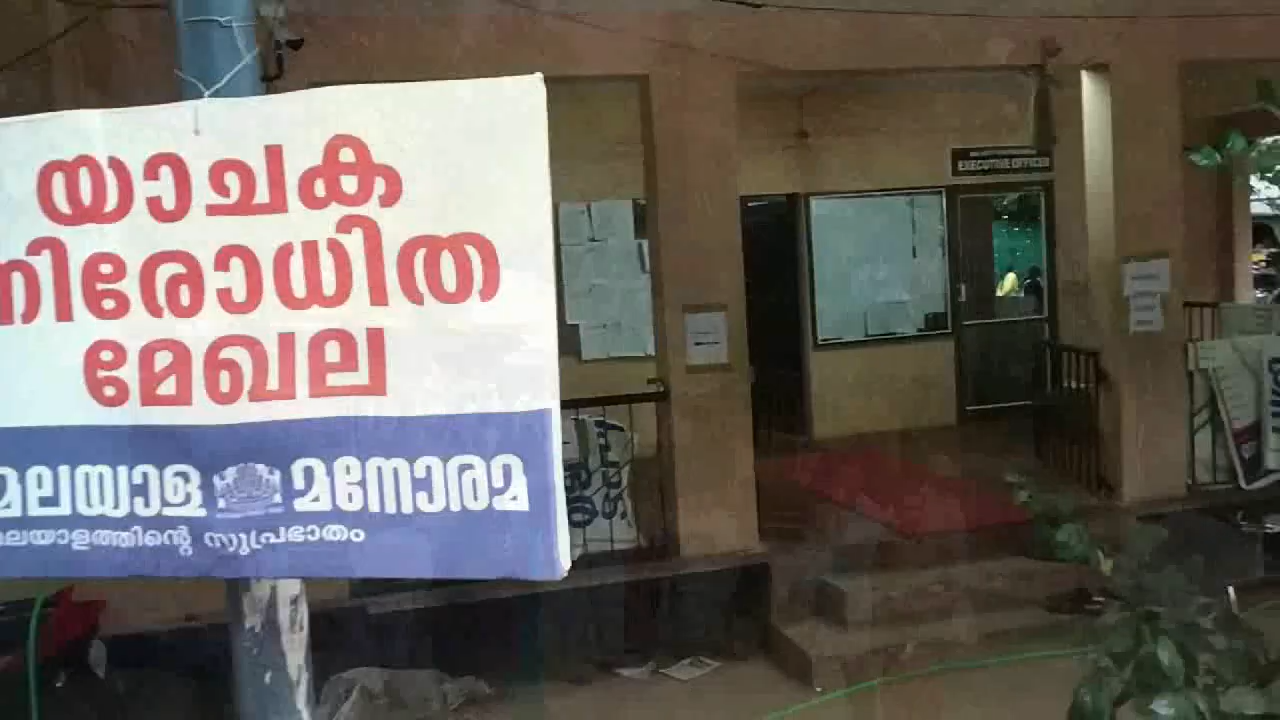 യാചക
നിരോധിത
മേഖല
മലയാള മനോരമ
മലയാളത്തിന്റെ സുപ്രഭാതം
EXECUTIVE OFFICER